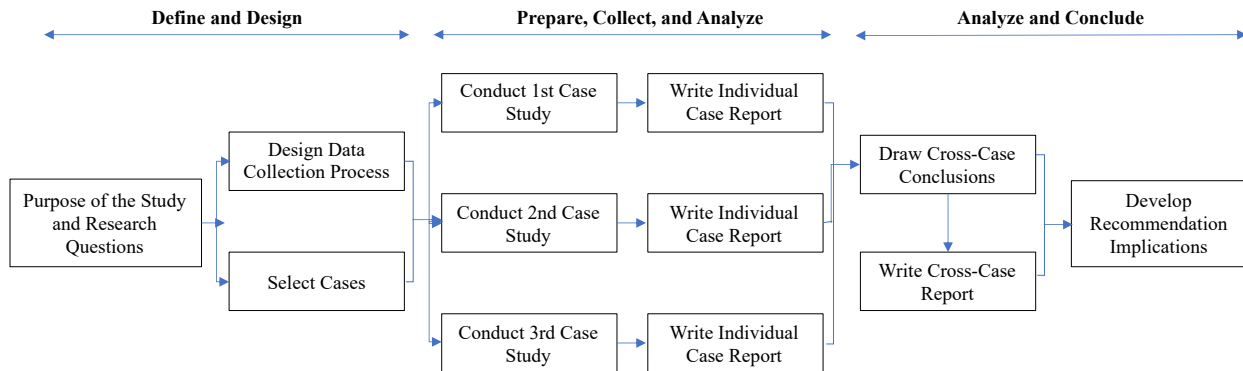 Define and Design
Prepare, Collect, and Analyze
Analyze and Conclude
Purpose of the Study
and Research
Questions
Design Data
Collection Process
Select Cases
Conduct 1st Case
Study
Write Individual
Case Report
Conduct 2nd Case
Study
Write Individual
Case Report
Conduct 3rd Case
Study
Write Individual
Case Report
Draw Cross-Case
Conclusions
Write Cross-Case
Report
Develop
Recommendation
Implications